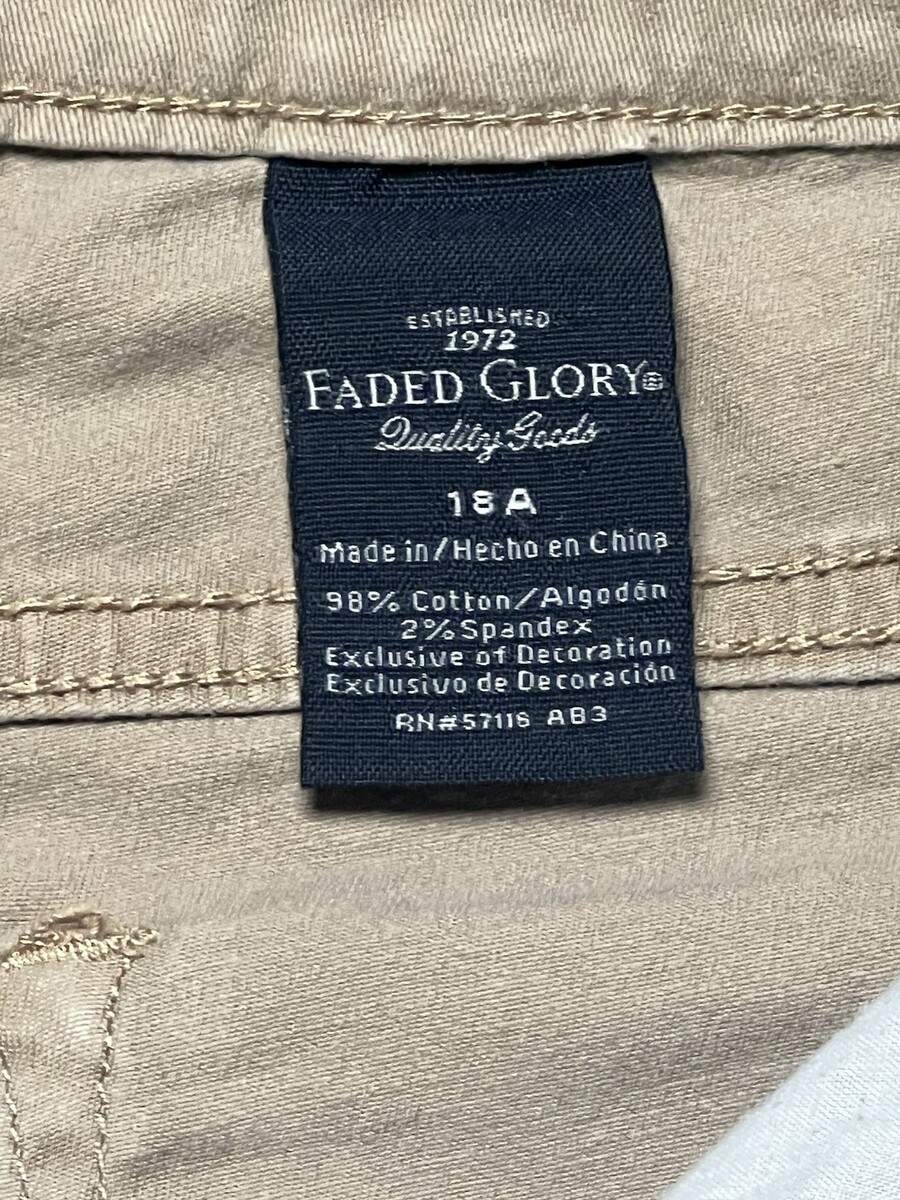 ESTABLISHED
1972
FADED GLORY®
Quality Goods
18A
Made in/Hecho en China
98% Cotton/Algodón
2% Spandex
Exclusive of Decoration
Exclusivo de Decoración
RN#57116 AB3